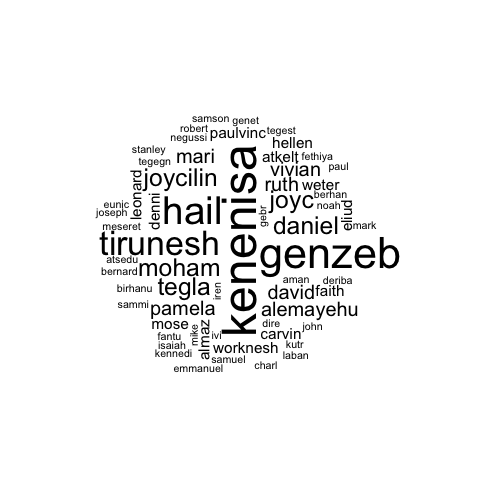 samson genet
robert
negussi
paulvinc tegest
stanley
tegegn
mari
hellen
atkelt fethiya
vivian paul
leonard
joycilin
denni
hail
kenenisa
ruth weter
joyc
berhan
noah
eunic
joseph
meseret
gebr
daniel
eliud
mark
tirunesh
genzeb
atsedu
bernard
moham
birhanu
tegla
iren
aman deriba
david faith
sammi
pamela
alemayehu
mose
almaz
mike
ivi
dire
carvin
john
fantu
isaiah
kennedi
worknesh
kutr
laban
samuel
emmanuel
charl